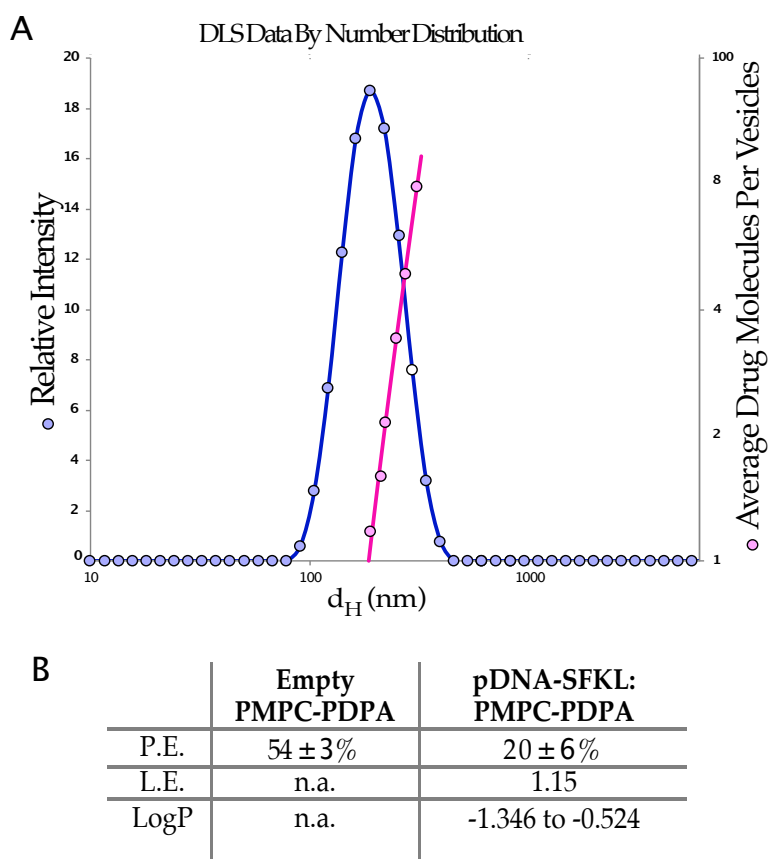 A
DLS Data By Number Distribution
20
18
16
14
12
10
8
6
4
2
0
Relative Intensity
100
8
4
2
1
Average Drug Molecules Per Vesicles
10
100
1000
d_H (nm)
B
Empty PMPC-PDPA
pDNA-SFKL: PMPC-PDPA
P.E.
54 ± 3%
20 ± 6%
L.E.
n.a.
1.15
LogP
n.a.
-1.346 to -0.524